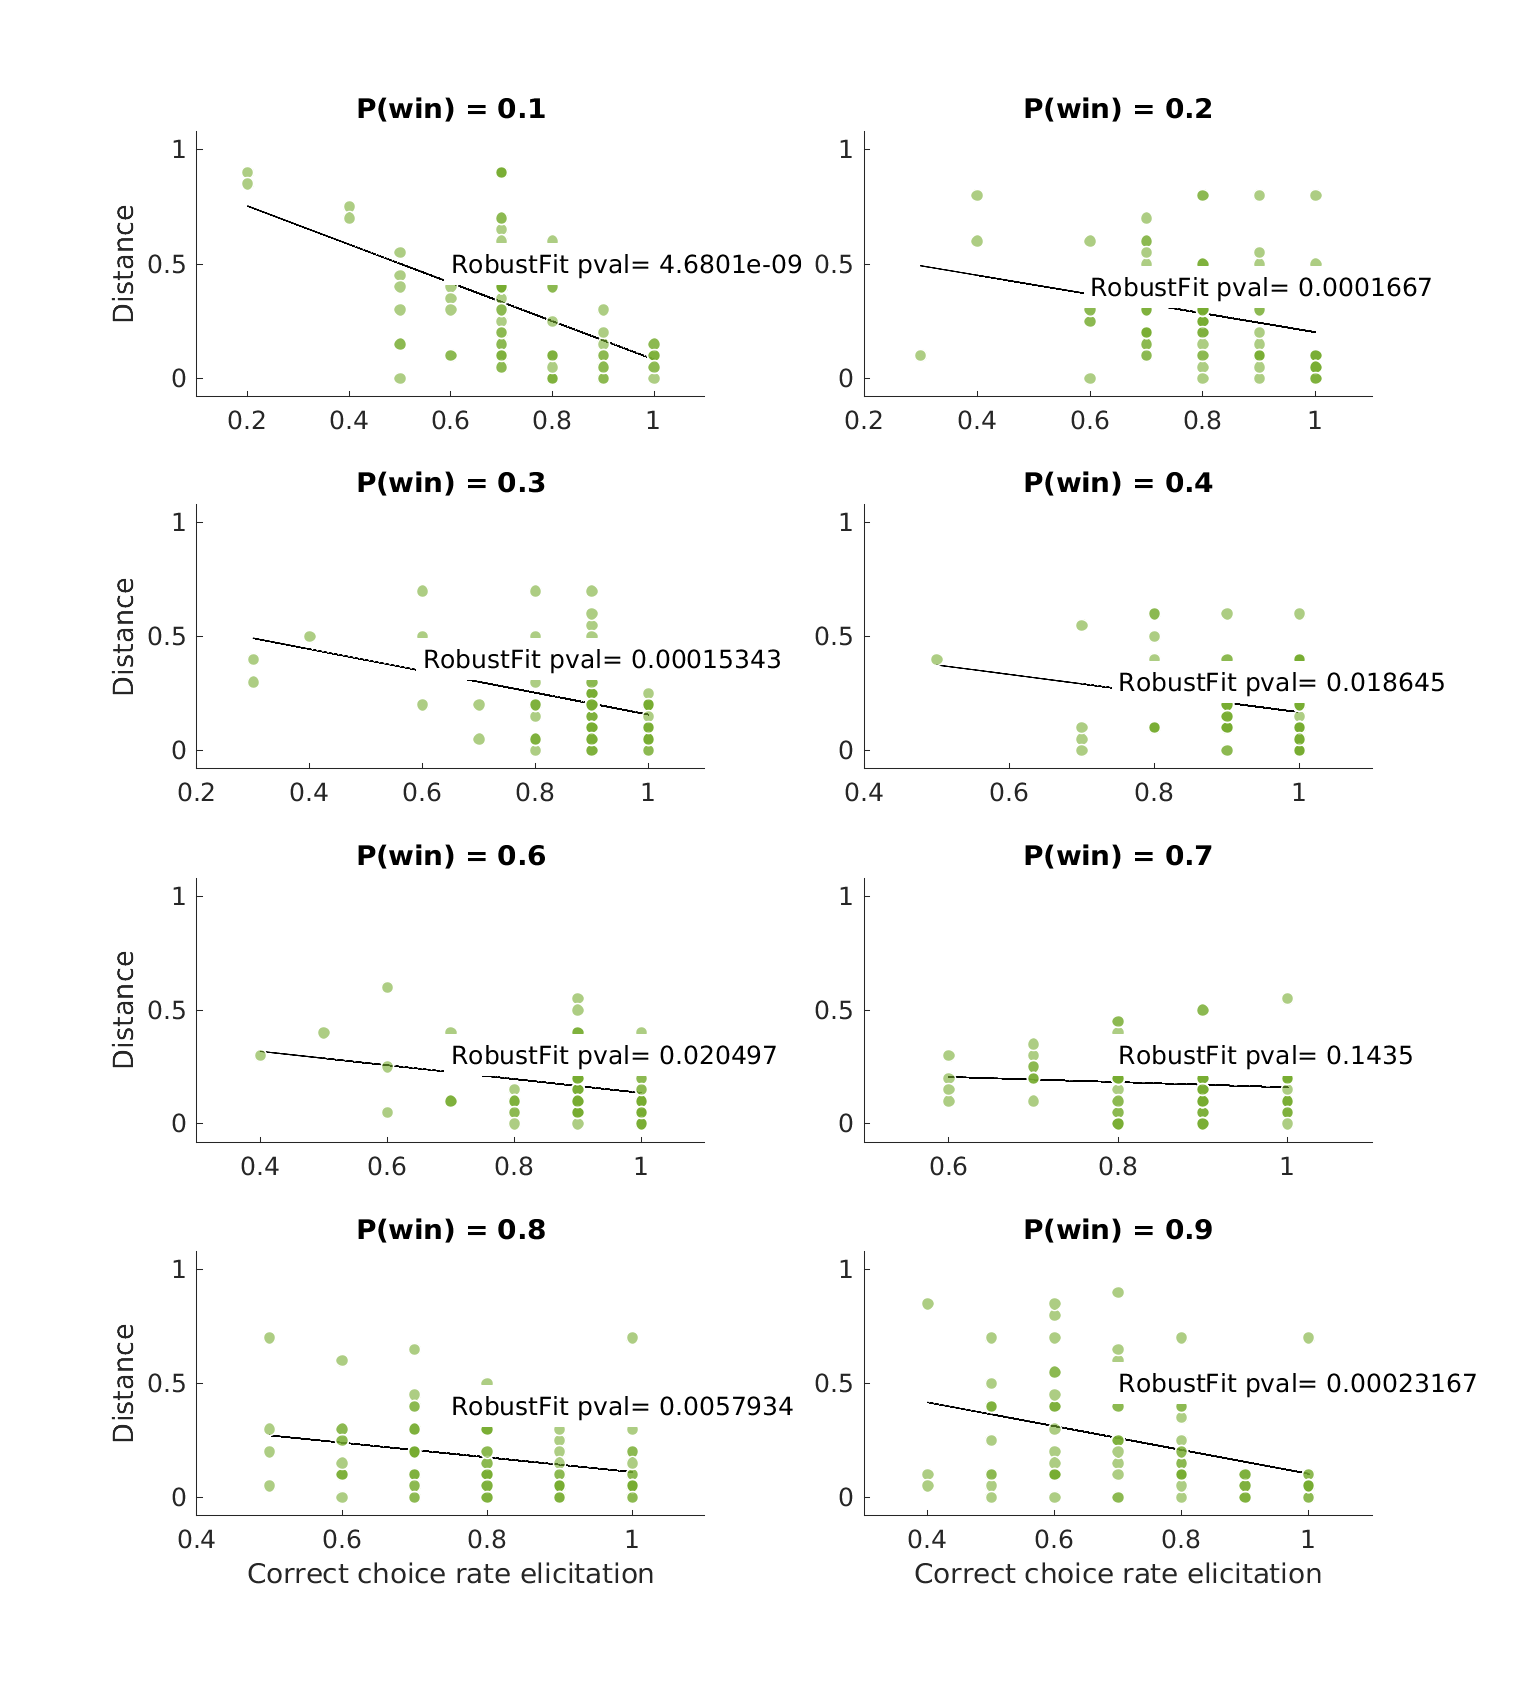 P(win) = 0.1
1
0.5
0
Distance
RobustFit pval= 4.6801e-09
0.2 0.4 0.6 0.8 1
P(win) = 0.2
1
0.5
0
RobustFit pval= 0.0001667
0.2 0.4 0.6 0.8 1
P(win) = 0.3
1
0.5
0
Distance
RobustFit pval= 0.00015343
0.2 0.4 0.6 0.8 1
P(win) = 0.4
1
0.5
0
RobustFit pval= 0.018645
0.4 0.6 0.8 1
P(win) = 0.6
1
0.5
0
Distance
RobustFit pval= 0.020497
0.4 0.6 0.8 1
P(win) = 0.7
1
0.5
0
RobustFit pval= 0.1435
0.6 0.8 1
P(win) = 0.8
1
0.5
0
Distance
RobustFit pval= 0.0057934
0.4 0.6 0.8 1
Correct choice rate elicitation
P(win) = 0.9
1
0.5
0
RobustFit pval= 0.00023167
0.4 0.6 0.8 1
Correct choice rate elicitation